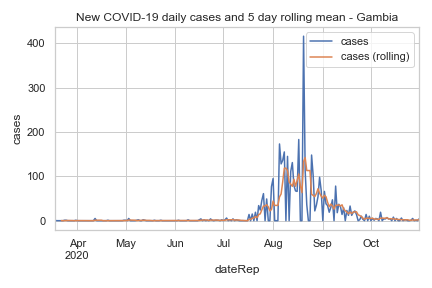 New COVID-19 daily cases and 5 day rolling mean - Gambia
cases
cases (rolling)
400
300
200
100
0
cases
Apr
2020
May
Jun
Jul
Aug
Sep
Oct
dateRep